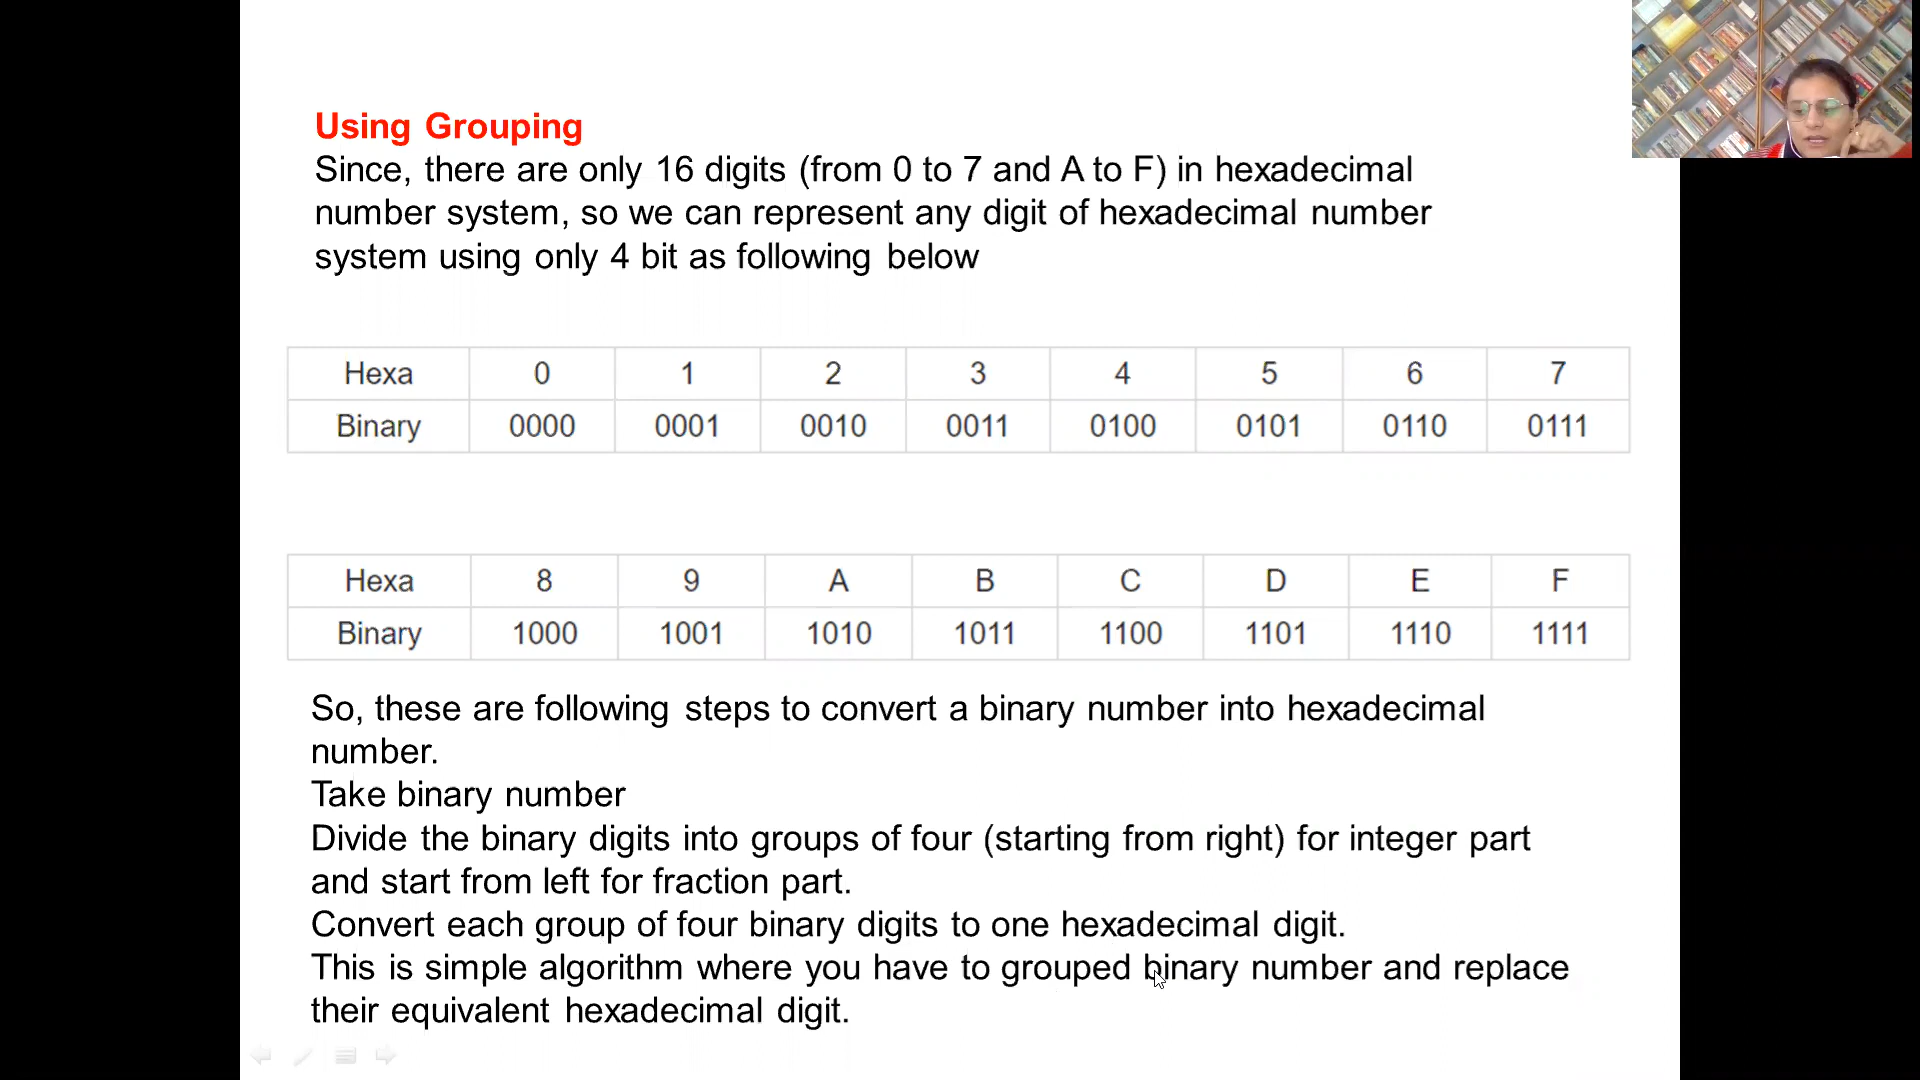 Using Grouping
Since, there are only 16 digits (from 0 to 7 and A to F) in hexadecimal
number system, so we can represent any digit of hexadecimal number
system using only 4 bit as following below
Hexa 0 1 2 3 4 5 6 7
Binary 0000 0001 0010 0011 0100 0101 0110 0111
Hexa 8 9 A B C D E F
Binary 1000 1001 1010 1011 1100 1101 1110 1111
So, these are following steps to convert a binary number into hexadecimal
number.
Take binary number
Divide the binary digits into groups of four (starting from right) for integer part
and start from left for fraction part.
Convert each group of four binary digits to one hexadecimal digit.
This is simple algorithm where you have to grouped binary number and replace
their equivalent hexadecimal digit.